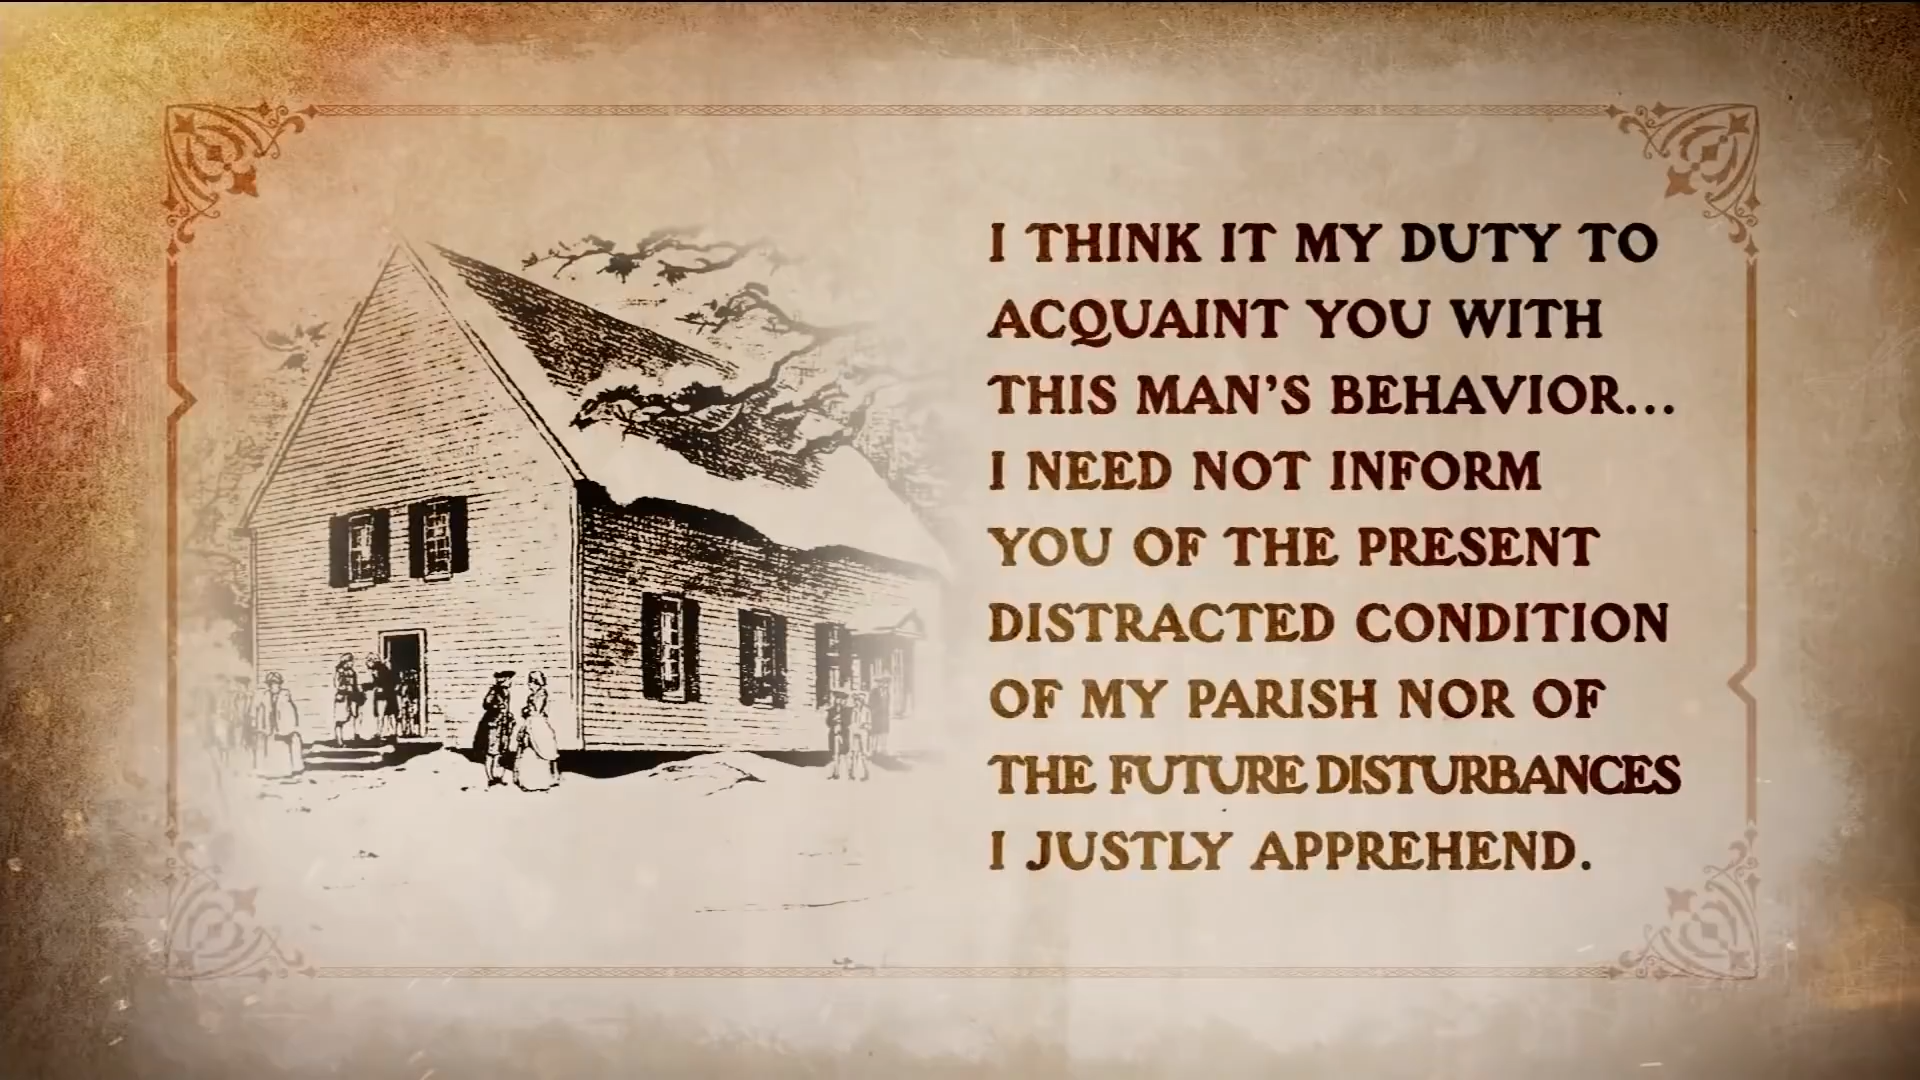 I THINK IT MY DUTY TO
ACQUAINT YOU WITH
THIS MAN'S BEHAVIOR...
I NEED NOT INFORM
YOU OF THE PRESENT
DISTRACTED CONDITION
OF MY PARISH NOR OF
THE FUTURE DISTURBANCES
I JUSTLY APPREHEND.